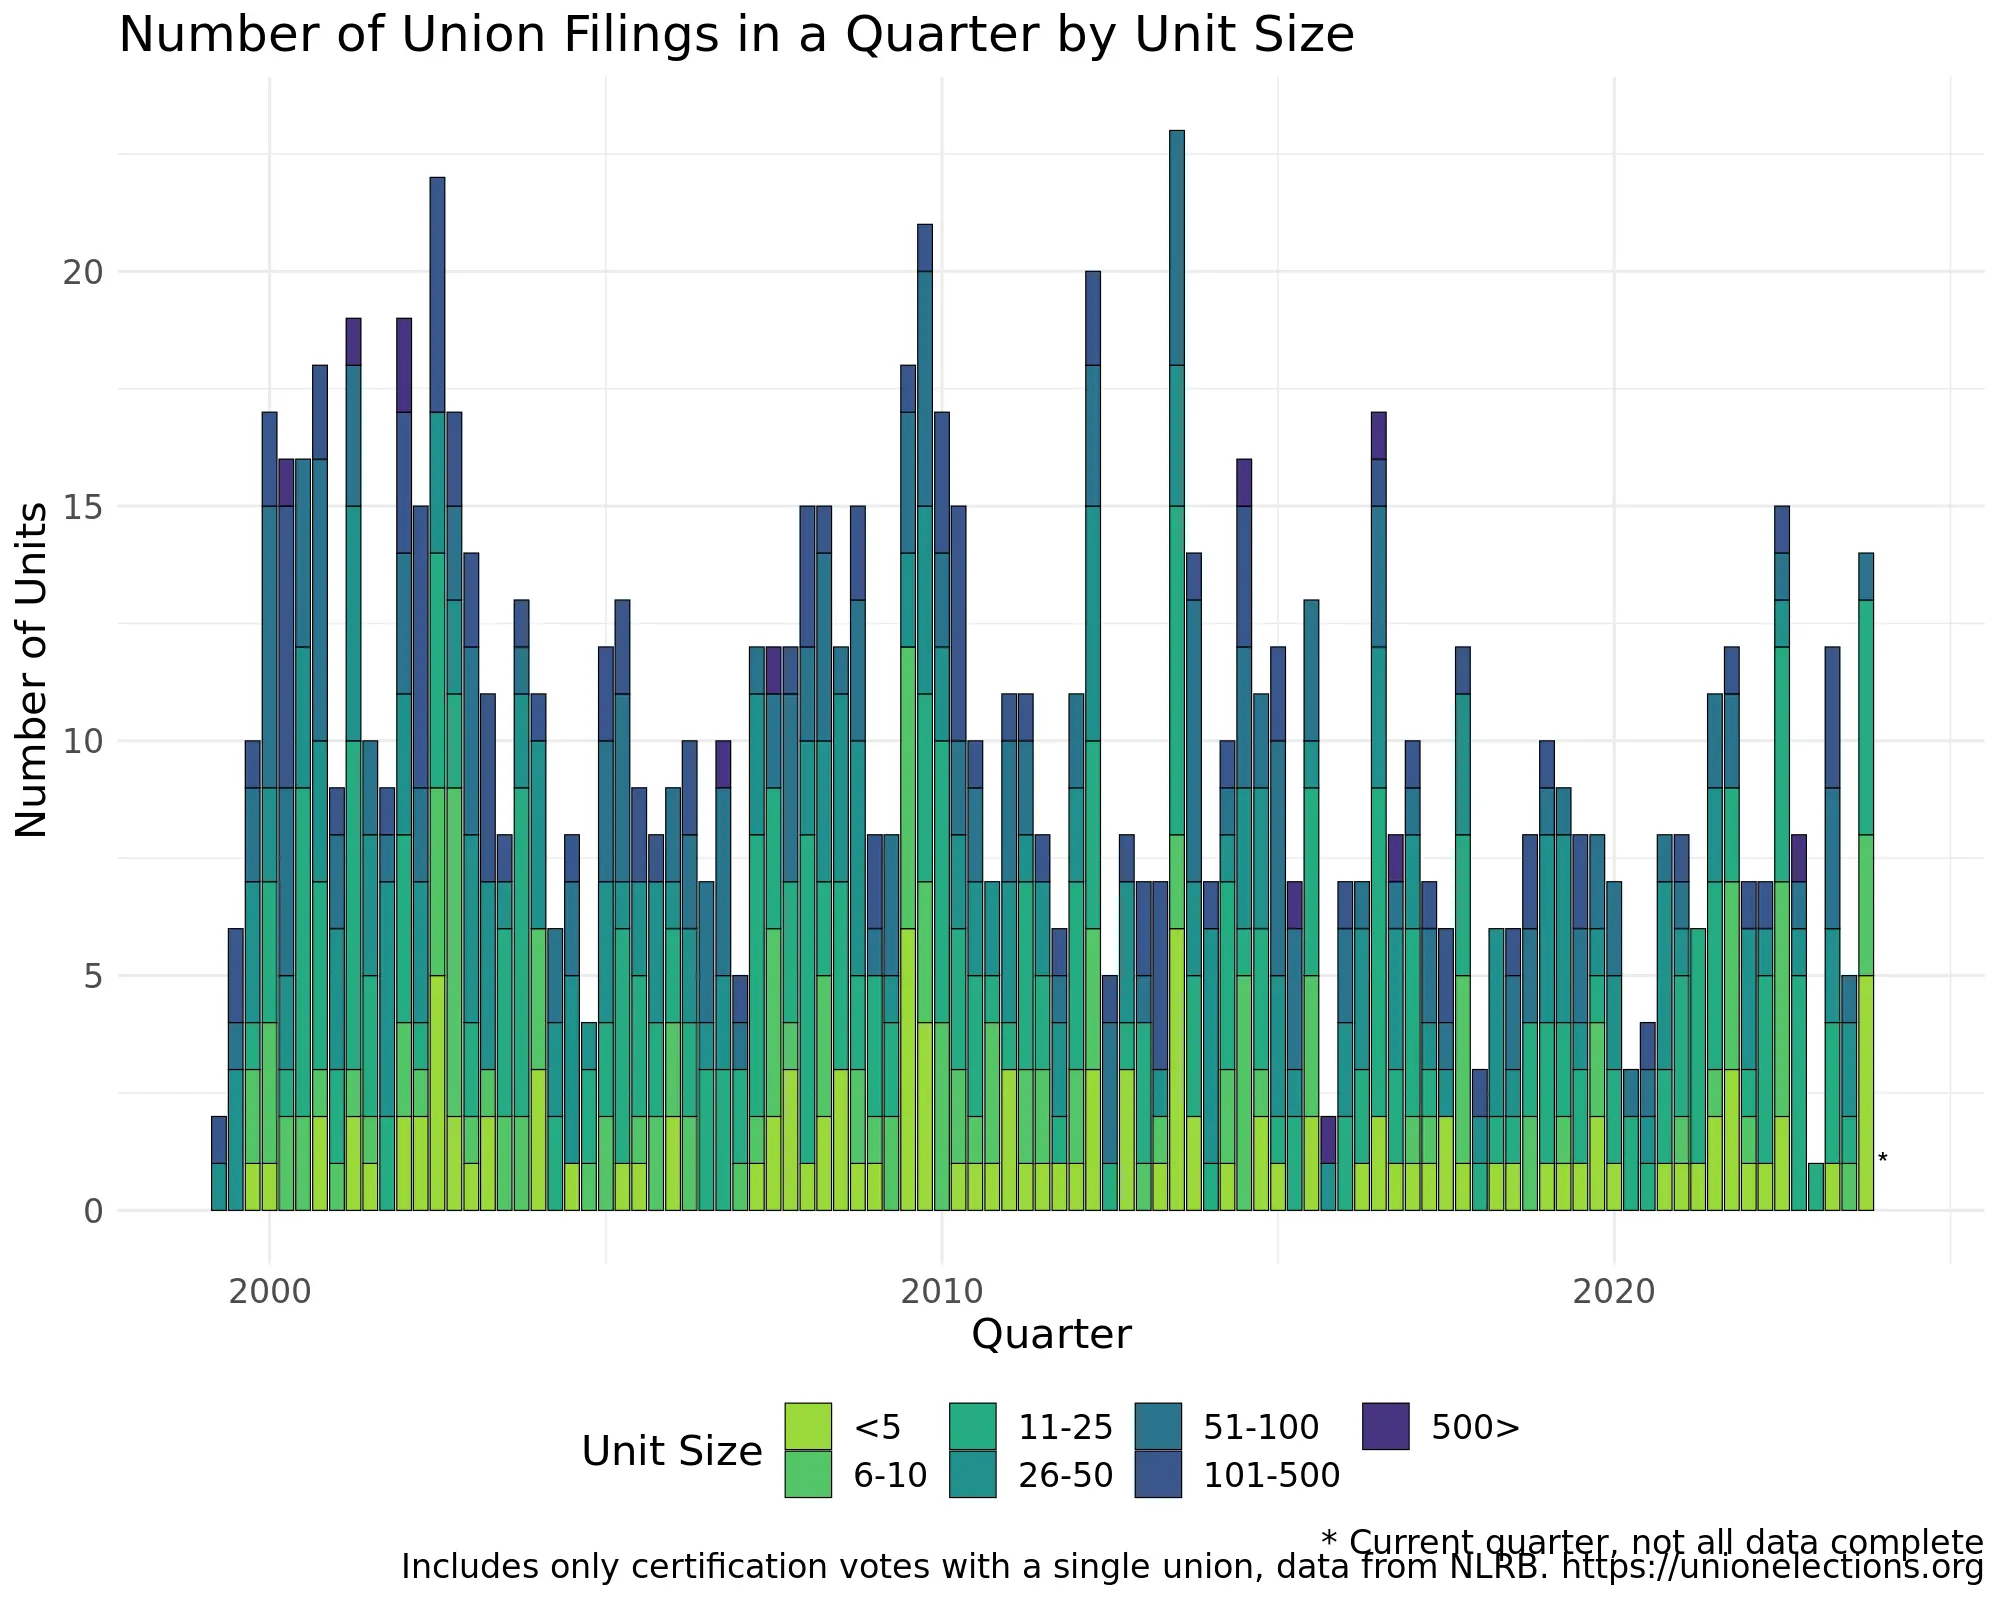 Number of Union Filings in a Quarter by Unit Size
Number of Units
20
15
10
5
0
*
2000 2010 2020
Quarter
Unit Size
<5 11-25 51-100 500>
6-10 26-50 101-500
* Current quarter, not all data complete
Includes only certification votes with a single union, data from NLRB. https://unionelections.org